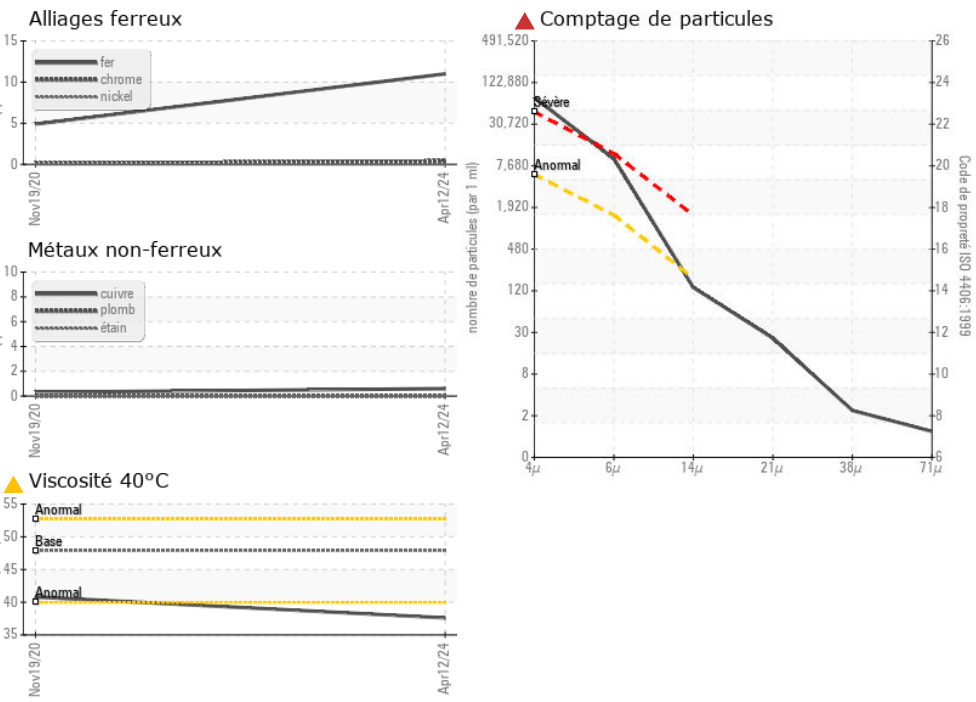 Alliages ferreux
15
10
5
0
fer
chrome
nickel
Nov19/20
Apr12/24
Métaux non-ferreux
10
8
6
4
2
0
cuivre
plomb
étain
Nov19/20
Apr12/24
Viscosité 40°C
55
50
45
40
35
Anormal
Base
Anormal
Nov19/20
Apr12/24
Comptage de particules
491,520
122,880
30,720
7,680
1,920
480
120
30
8
2
0
nombre de particules (par 1 ml)
Sévère
Anormal
4µ
6µ
14µ
21µ
38µ
71µ
26
24
22
20
18
16
14
12
10
8
6
Code de propreté ISO 4406:1999